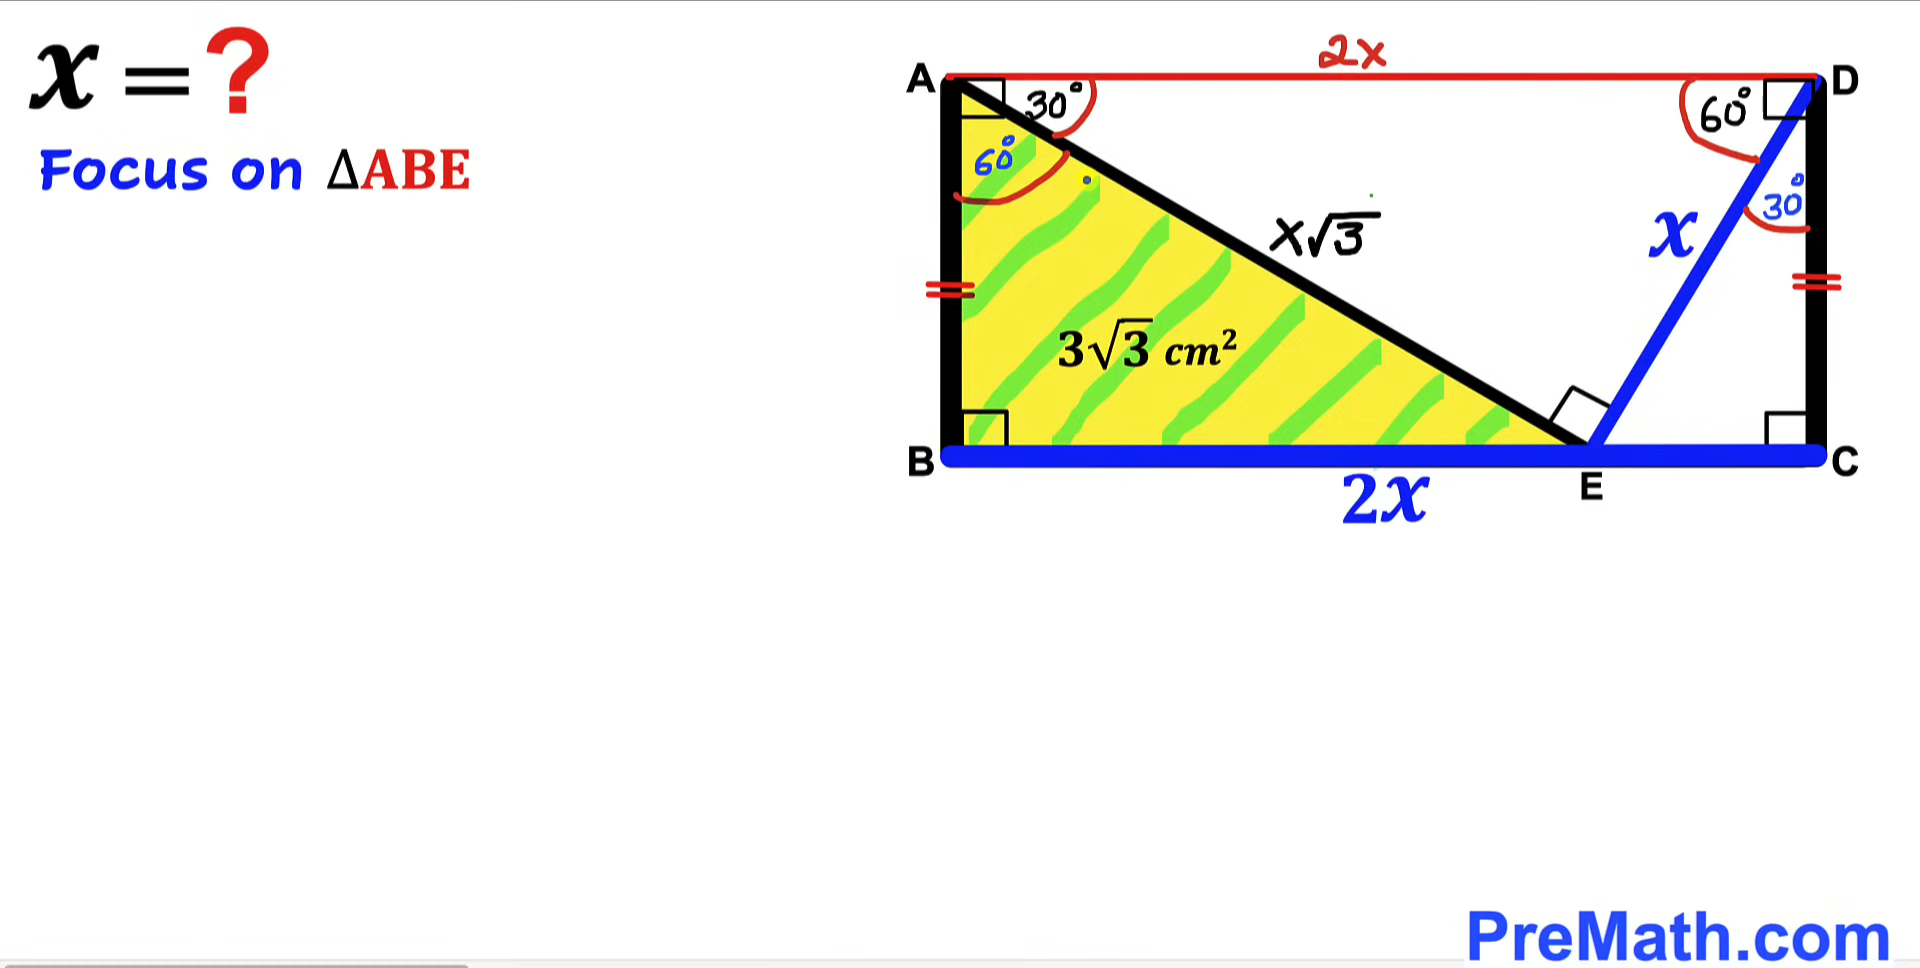 x = ?
Focus on ΔABE
2x
A
D
30°
60°
60°
30°
x√3
x
3√3 cm²
B
C
E
2x
PreMath.com